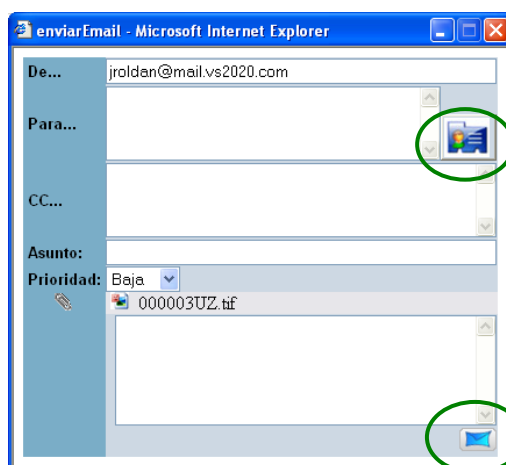 enviarEmail - Microsoft Internet Explorer
De... jroldan@mail.vs2020.com
Para...
CC...
Asunto:
Prioridad: Baja
000003UZ.tif